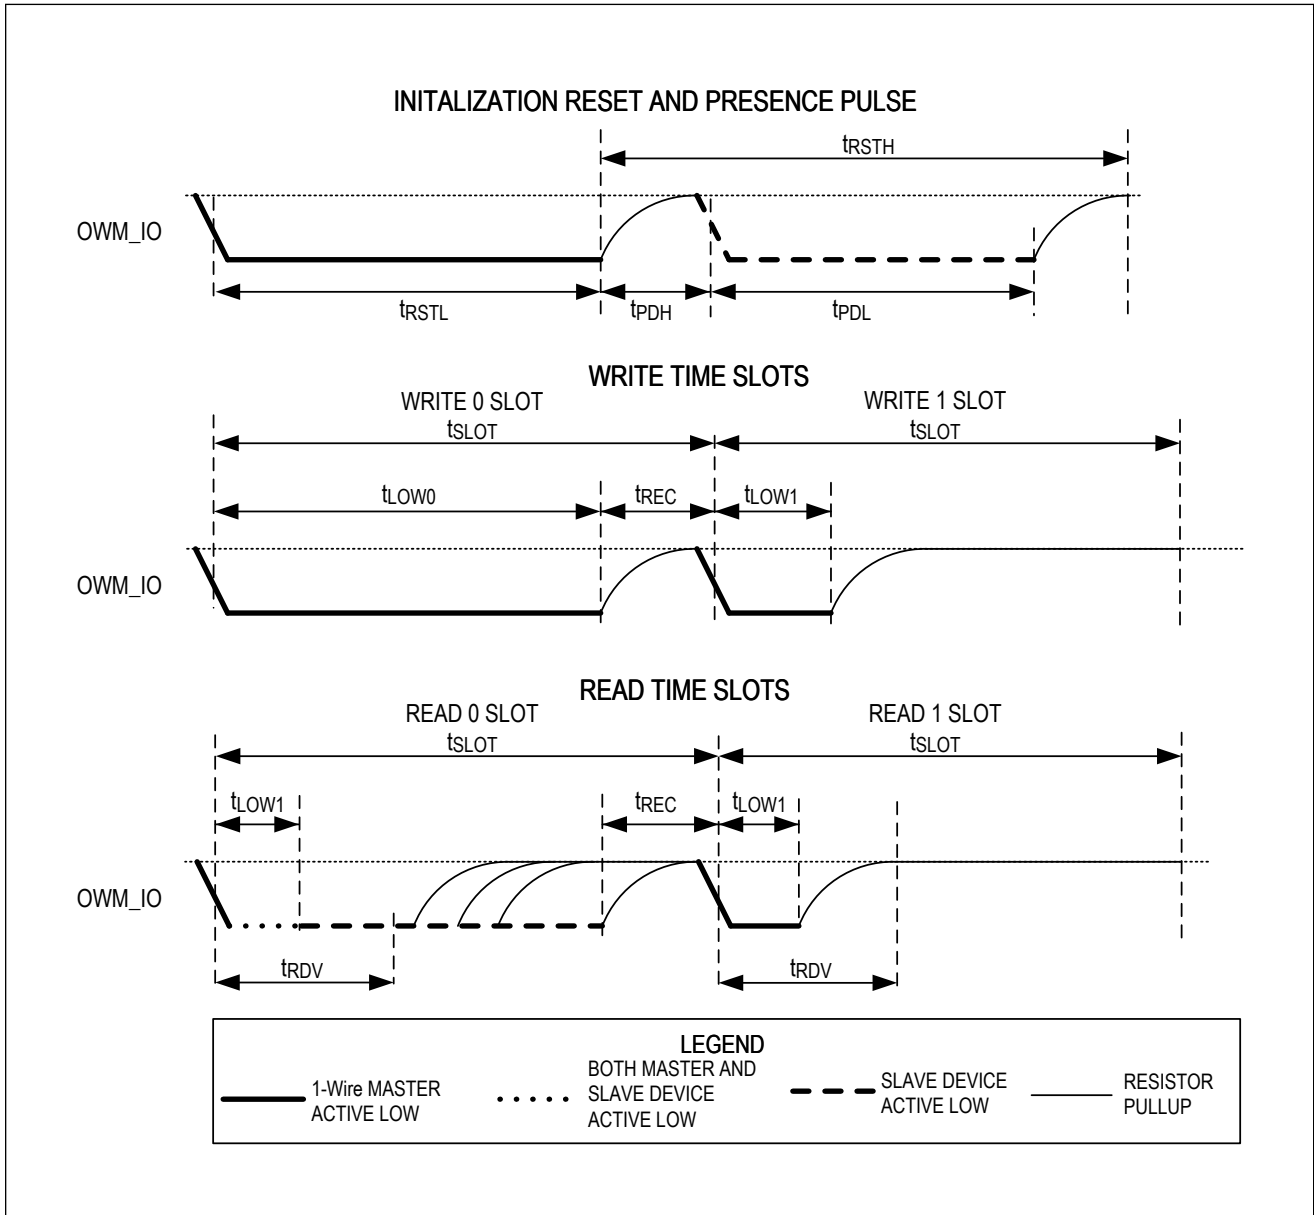 INITALIZATION RESET AND PRESENCE PULSE
tRSTH
OWM_IO
tRSTL
tPDH
tPDL
WRITE TIME SLOTS
WRITE 0 SLOT
tSLOT
WRITE 1 SLOT
tSLOT
tLOW0
tREC
tLOW1
OWM_IO
READ TIME SLOTS
READ 0 SLOT
tSLOT
READ 1 SLOT
tSLOT
tLOW1
tREC
tLOW1
OWM_IO
tRDV
tRDV
LEGEND
1-Wire MASTER
ACTIVE LOW
BOTH MASTER AND
SLAVE DEVICE
ACTIVE LOW
SLAVE DEVICE
ACTIVE LOW
RESISTOR
PULLUP